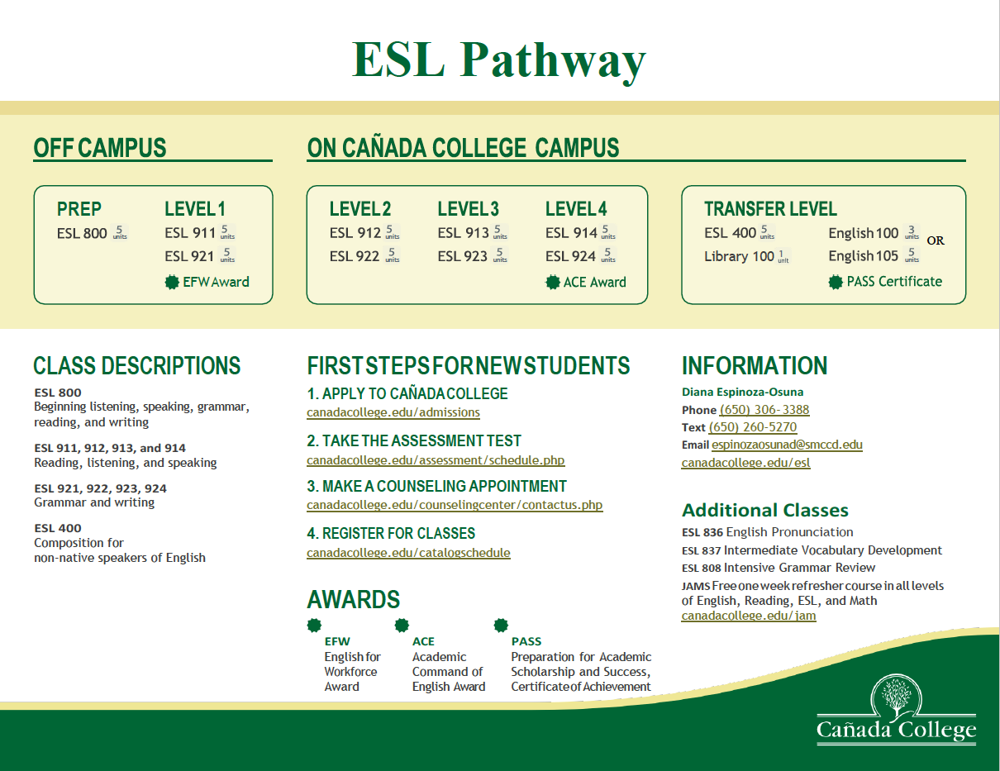 ESL Pathway
OFF CAMPUS
PREP
ESL 800 5 units
LEVEL 1
ESL 911 5 units
ESL 921 5 units
EFW Award
ON CAÑADA COLLEGE CAMPUS
LEVEL 2
ESL 912 5 units
ESL 922 5 units
LEVEL 3
ESL 913 5 units
ESL 923 5 units
LEVEL 4
ESL 914 5 units
ESL 924 5 units
ACE Award
TRANSFER LEVEL
ESL 400 5 units
Library 100 1 unit
English 100 3 units
OR
English 105 5 units
PASS Certificate
CLASS DESCRIPTIONS
ESL 800
Beginning listening, speaking, grammar,
reading, and writing
ESL 911, 912, 913, and 914
Reading, listening, and speaking
ESL 921, 922, 923, 924
Grammar and writing
ESL 400
Composition for
non-native speakers of English
FIRST STEPS FOR NEW STUDENTS
1. APPLY TO CAÑADA COLLEGE
canadacollege.edu/admissions
2. TAKE THE ASSESSMENT TEST
canadacollege.edu/assessment/schedule.php
3. MAKE A COUNSELING APPOINTMENT
canadacollege.edu/counselingcenter/contactus.php
4. REGISTER FOR CLASSES
canadacollege.edu/catalogschedule
AWARDS
EFW
English for
Workforce
Award
ACE
Academic
Command of
English Award
PASS
Preparation for Academic
Scholarship and Success,
Certificate of Achievement
INFORMATION
Diana Espinoza-Osuna
Phone (650) 306-3388
Text (650) 260-5270
Email espinozaosunad@smccd.edu
canadacollege.edu/esl
Additional Classes
ESL 836 English Pronunciation
ESL 837 Intermediate Vocabulary Development
ESL 808 Intensive Grammar Review
JAMS Free one week refresher course in all levels
of English, Reading, ESL, and Math
canadacollege.edu/jam
Cañada College